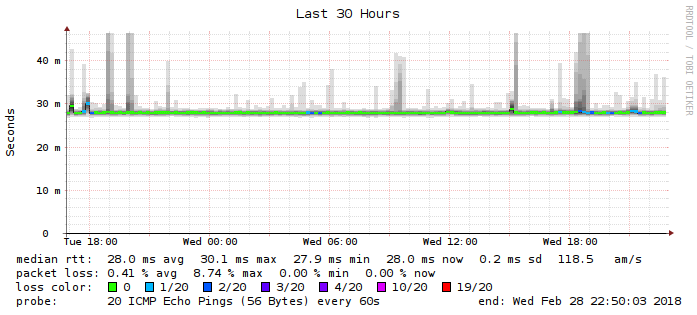 Last 30 Hours
RRDTOOL / TOBI OETIKER
Seconds
40 m
30 m
20 m
10 m
0
Tue 18:00 Wed 00:00 Wed 06:00 Wed 12:00 Wed 18:00
median rtt: 28.0 ms avg 30.1 ms max 27.9 ms min 28.0 ms now 0.2 ms sd 118.5 am/s
packet loss: 0.41 % avg 8.74 % max 0.00 % min 0.00 % now
loss color: 0 1/20 2/20 3/20 4/20 10/20 19/20
probe: 20 ICMP Echo Pings (56 Bytes) every 60s end: Wed Feb 28 22:50:03 2018